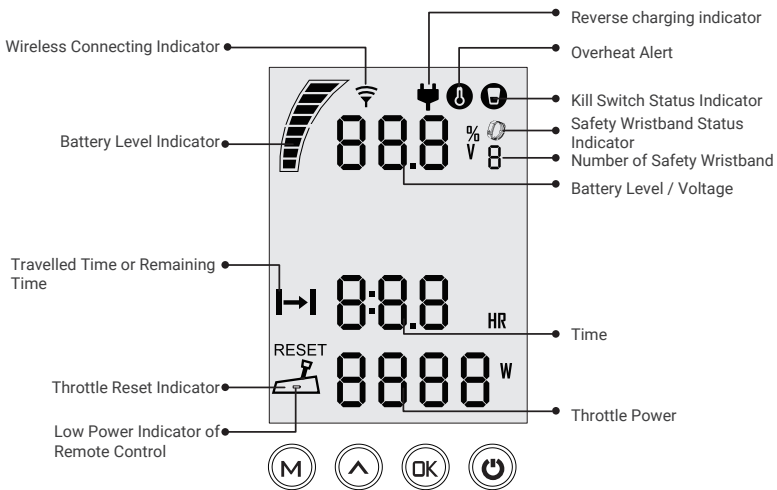 Reverse charging indicator
Wireless Connecting Indicator
Overheat Alert
Kill Switch Status Indicator
Safety Wristband Status
Indicator
Battery Level Indicator
88.8 % V 8
Number of Safety Wristband
Battery Level / Voltage
Travelled Time or Remaining
Time
8:8.8 HR
Time
RESET
8888 W
Throttle Reset Indicator
Throttle Power
Low Power Indicator of
Remote Control
M OK